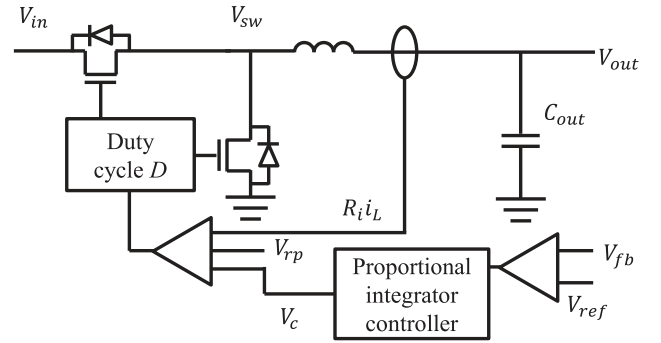 V_in
V_sw
V_out
C_out
Duty
cycle D
R_i i_L
V_rp
V_c
Proportional
integrator
controller
V_fb
V_ref